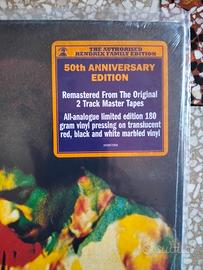 THE AUTHORISED
HENDRIX FAMILY EDITION
50th ANNIVERSARY
EDITION
Remastered From The Original
2 Track Master Tapes
All-analogue limited edition 180
gram vinyl pressing on translucent
red, black and white marbled vinyl